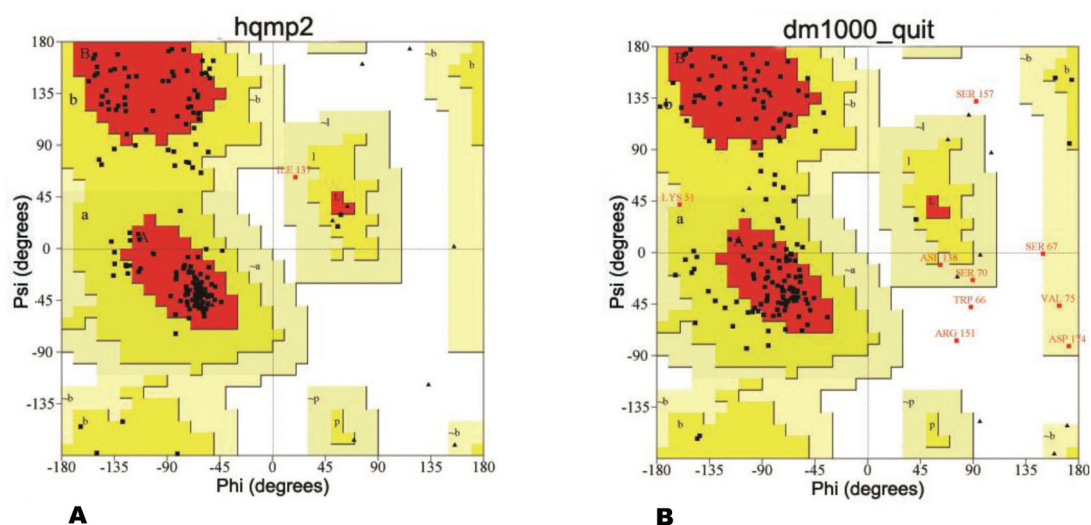 hqmp2
180
135
90
45
0
-45
-90
-135
-180
Psi (degrees)
B
b
~b
~b
b
~l
l
ILE 137
L
a
A
~a
~b
b
~p
p
~b
-180 -135 -90 -45 0 45 90 135 180
Phi (degrees)
A
dm1000_quit
180
135
90
45
0
-45
-90
-135
-180
Psi (degrees)
B
b
~b
~b
b
SER 157
~l
l
LYS 51
L
a
A
SER 67
ASP 138
~a
SER 70
TRP 66
VAL 75
ARG 151
ASP 174
~b
b
~p
p
~b
-180 -135 -90 -45 0 45 90 135 180
Phi (degrees)
B